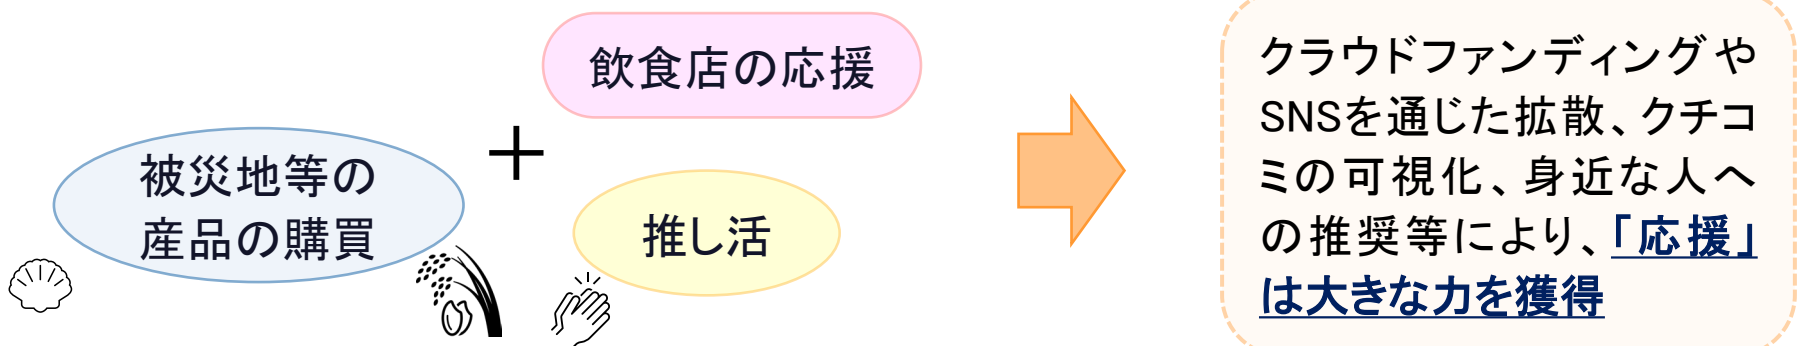 飲食店の応援
被災地等の
産品の購買
＋
推し活
クラウドファンディングや
SNSを通じた拡散、クチコ
ミの可視化、身近な人へ
の推奨等により、「応援」
は大きな力を獲得